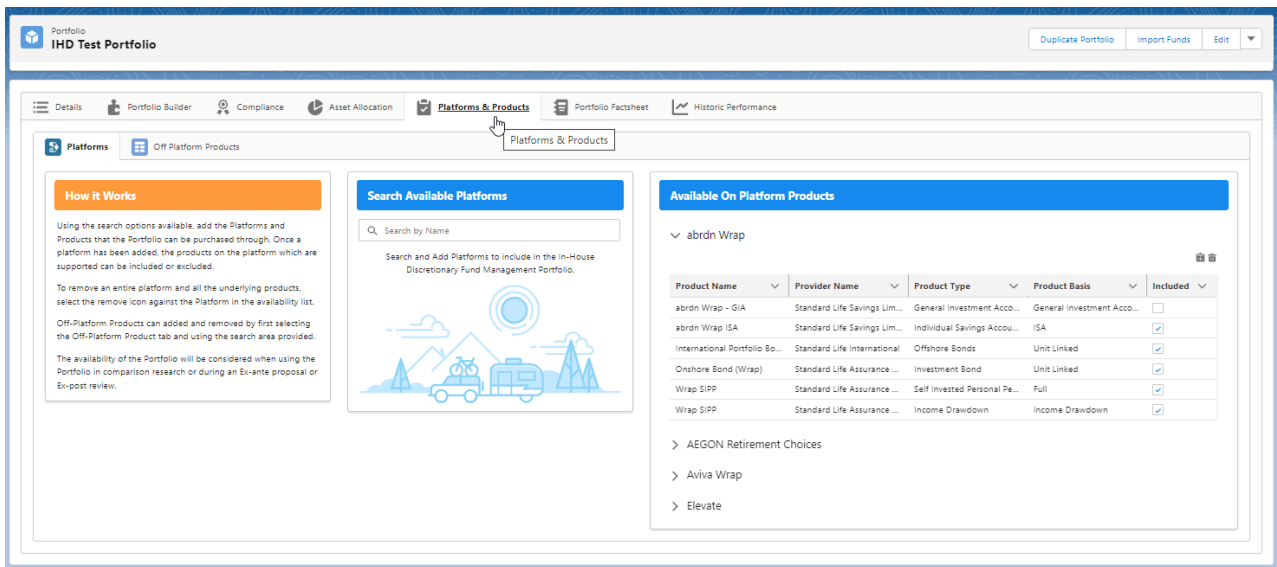 Portfolio
IHD Test Portfolio
Duplicate Portfolio
Import Funds
Edit
Details
Portfolio Builder
Compliance
Asset Allocation
Platforms & Products
Portfolio Factsheet
Historic Performance
Platforms & Products
Platforms
Off Platform Products
How it Works
Using the search options available, add the Platforms and
Products that the Portfolio can be purchased through. Once a
platform has been added, the products on the platform which are
supported can be included or excluded.
To remove an entire platform and all the underlying products,
select the remove icon against the Platform in the availability list.
Off-Platform Products can added and removed by first selecting
the Off-Platform Product tab and using the search area provided.
The availability of the Portfolio will be considered when using the
Portfolio in comparison research or during an Ex-ante proposal or
Ex-post review.
Search Available Platforms
Search by Name
Search and Add Platforms to include in the In-House
Discretionary Fund Management Portfolio.
Available On Platform Products
abrdn Wrap
Product Name Provider Name Product Type Product Basis Included
abrdn Wrap - GIA Standard Life Savings Lim... General Investment Acco... General Investment Acco...
abrdn Wrap ISA Standard Life Savings Lim... Individual Savings Accou... ISA
International Portfolio Bo... Standard Life International Offshore Bonds Unit Linked
Onshore Bond (Wrap) Standard Life Assurance ... Investment Bond Unit Linked
Wrap SIPP Standard Life Assurance ... Self Invested Personal Pe... Full
Wrap SIPP Standard Life Assurance ... Income Drawdown Income Drawdown
AEGON Retirement Choices
Aviva Wrap
Elevate